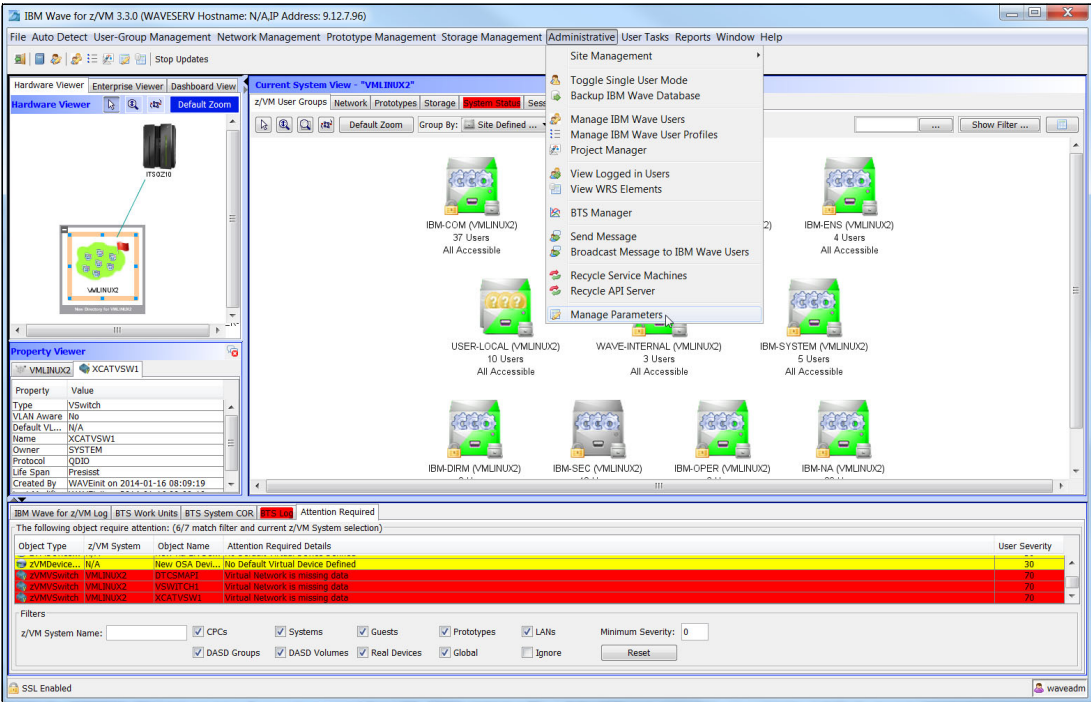 IBM Wave for z/VM 3.3.0 (WAVESERV Hostname: N/A,IP Address: 9.12.7.96)
File Auto Detect User-Group Management Network Management Prototype Management Storage Management Administrative User Tasks Reports Window Help
Stop Updates
Hardware Viewer Enterprise Viewer Dashboard View
Hardware Viewer Default Zoom
ITSOZ10
VMLINUX2
Current System View - "VMLINUX2"
z/VM User Groups Network Prototypes Storage System Status Sess
Default Zoom Group By: Site Defined ... ... Show Filter ...
Site Management
Toggle Single User Mode
Backup IBM Wave Database
Manage IBM Wave Users
Manage IBM Wave User Profiles
Project Manager
View Logged in Users
View WRS Elements
BTS Manager
Send Message
Broadcast Message to IBM Wave Users
Recycle Service Machines
Recycle API Server
Manage Parameters
IBM-COM (VMLINUX2)
37 Users
All Accessible
2)
IBM-ENS (VMLINUX2)
4 Users
All Accessible
USER-LOCAL (VMLINUX2)
10 Users
All Accessible
WAVE-INTERNAL (VMLINUX2)
3 Users
All Accessible
IBM-SYSTEM (VMLINUX2)
5 Users
All Accessible
IBM-DIRM (VMLINUX2)
IBM-SEC (VMLINUX2)
IBM-OPER (VMLINUX2)
IBM-NA (VMLINUX2)
Property Viewer
VMLINUX2 XCATVSW1
Property Value
Type VSwitch
VLAN Aware No
Default VL... N/A
Name XCATVSW1
Owner SYSTEM
Protocol QDIO
Life Span Presisst
Created By WAVEinit on 2014-01-16 08:09:19
IBM Wave for z/VM Log BTS Work Units BTS System COR BTS Log Attention Required
The following object require attention: (6/7 match filter and current z/VM System selection)
Object Type z/VM System Object Name Attention Required Details User Severity
zVMDevice... N/A New OSA Devi... No Default Virtual Device Defined 30
zVMVSwitch VMLINUX2 DTCSMAPI Virtual Network is missing data 70
zVMVSwitch VMLINUX2 VSWITCH1 Virtual Network is missing data 70
zVMVSwitch VMLINUX2 XCATVSW1 Virtual Network is missing data 70
Filters
z/VM System Name: CPCs Systems Guests Prototypes LANs Minimum Severity: 0
DASD Groups DASD Volumes Real Devices Global Ignore Reset
SSL Enabled waveadm